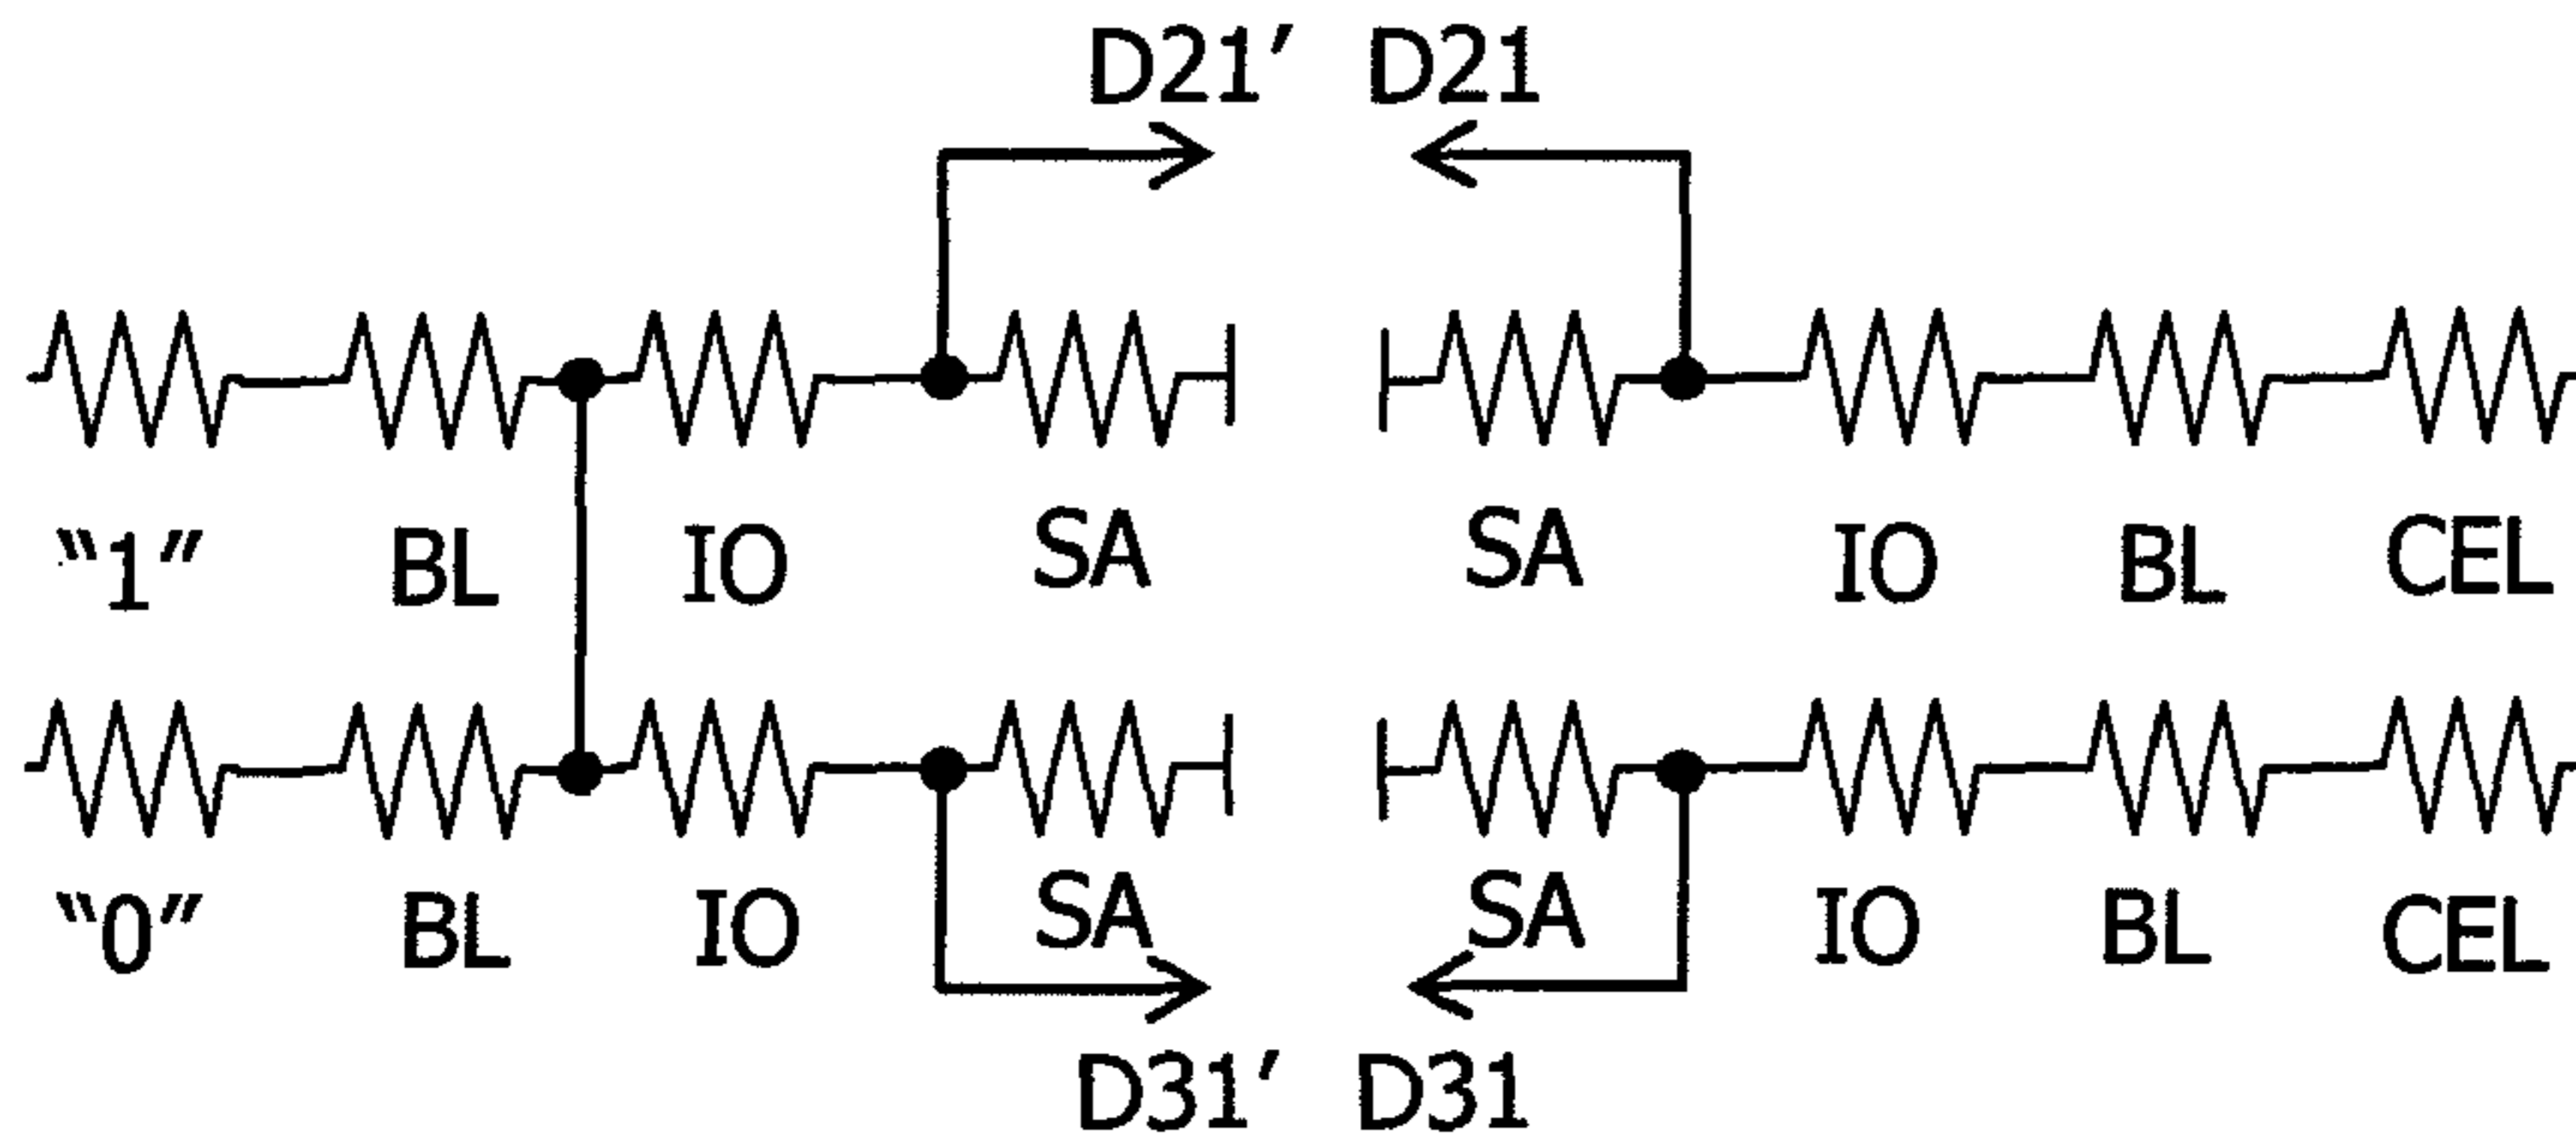 D21′ D21
“1” BL IO SA SA IO BL CEL
“0” BL IO SA SA IO BL CEL
D31′ D31